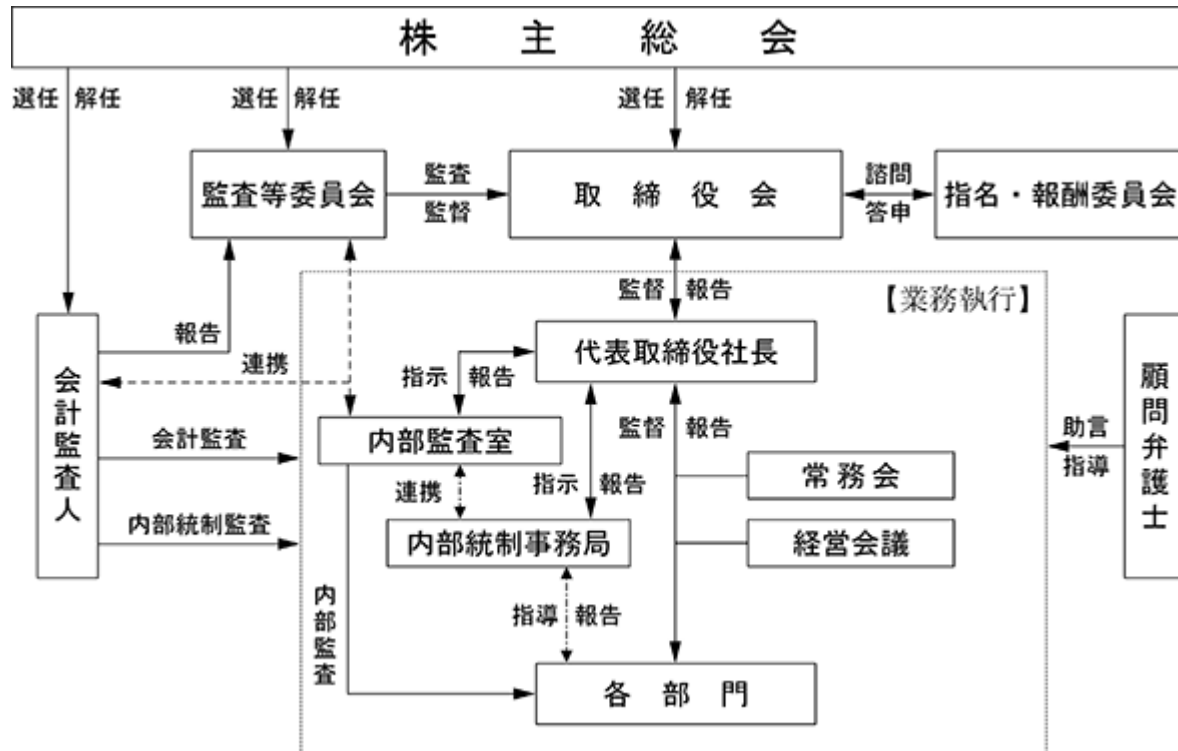 株主総会
選任 解任
選任 解任
選任 解任
監査等委員会
監査
監督
取締役会
諮問
答申
指名・報酬委員会
監督 報告
【業務執行】
報告
連携
会計監査人
代表取締役社長
指示 報告
顧問弁護士
内部監査室
監督 報告
会計監査
助言
指導
連携
指示 報告
常務会
内部統制監査
内部統制事務局
経営会議
内部監査
指導 報告
各部門